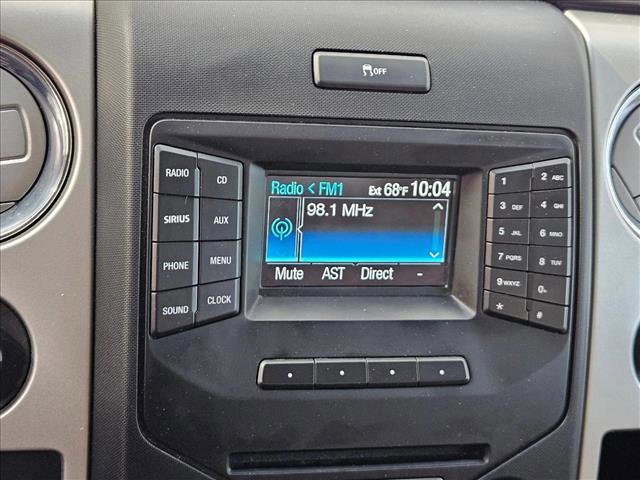 OFF
RADIO
CD
SIRIUS
AUX
PHONE
MENU
SOUND
CLOCK
Radio < FM1 Ext 68°F 10:04
98.1 MHz
Mute AST Direct -
1
2 ABC
3 DEF
4 GHI
5 JKL
6 MNO
7 PQRS
8 TUV
9 WXYZ
0+
*
#